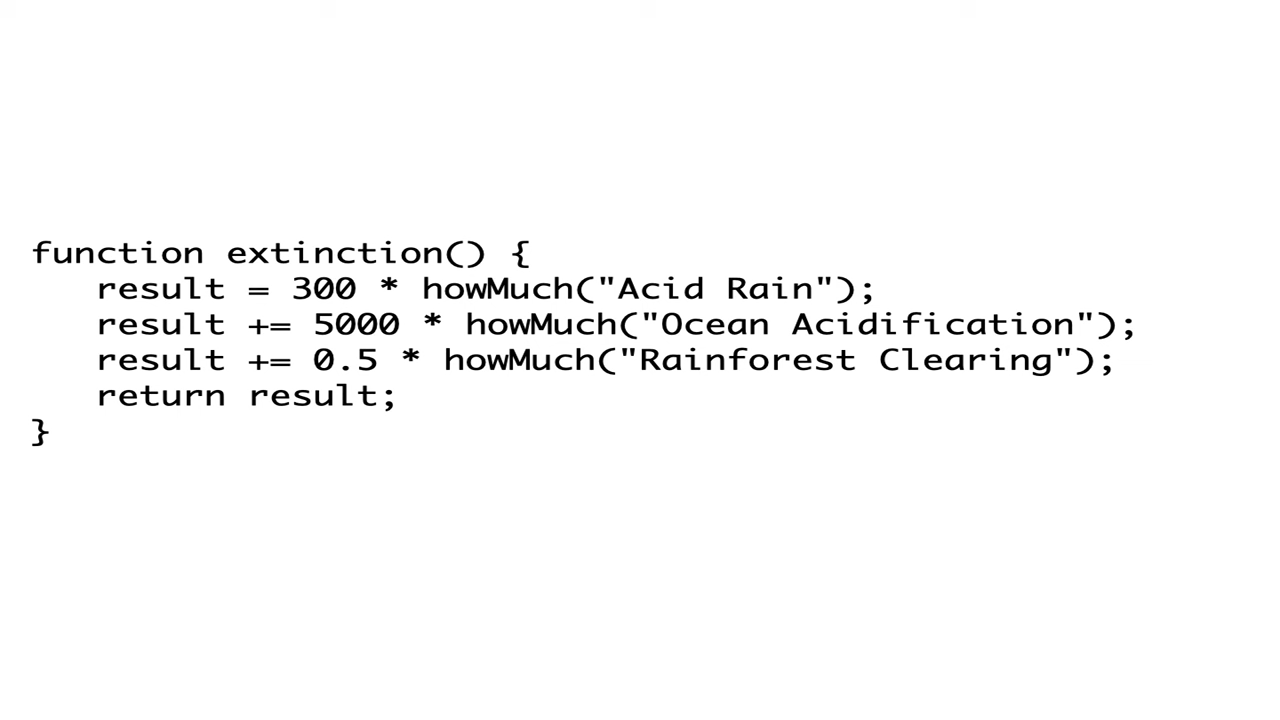 function extinction() {
   result = 300 * howMuch("Acid Rain");
   result += 5000 * howMuch("Ocean Acidification");
   result += 0.5 * howMuch("Rainforest Clearing");
   return result;
}